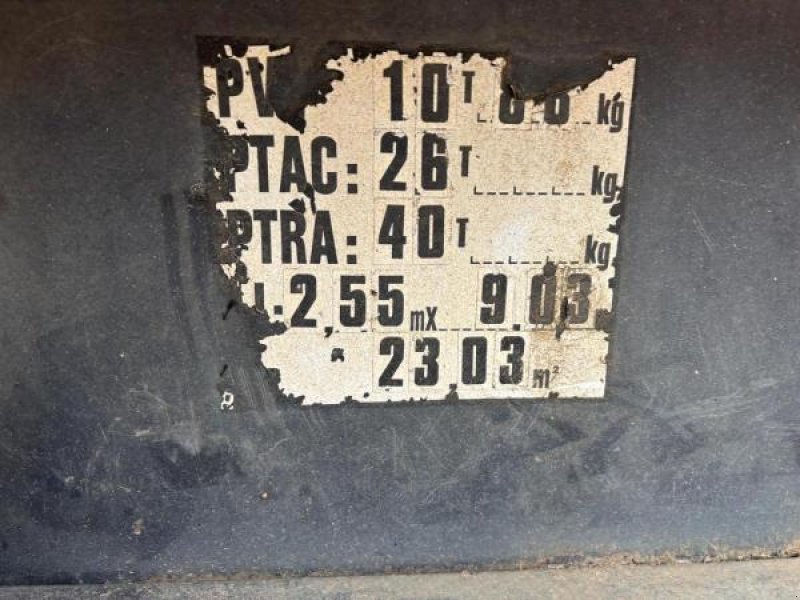 PV 10 T kg
PTAC: 26 T kg
PTRA: 40 T kg
2,55 mX 9.03
23 03 m²